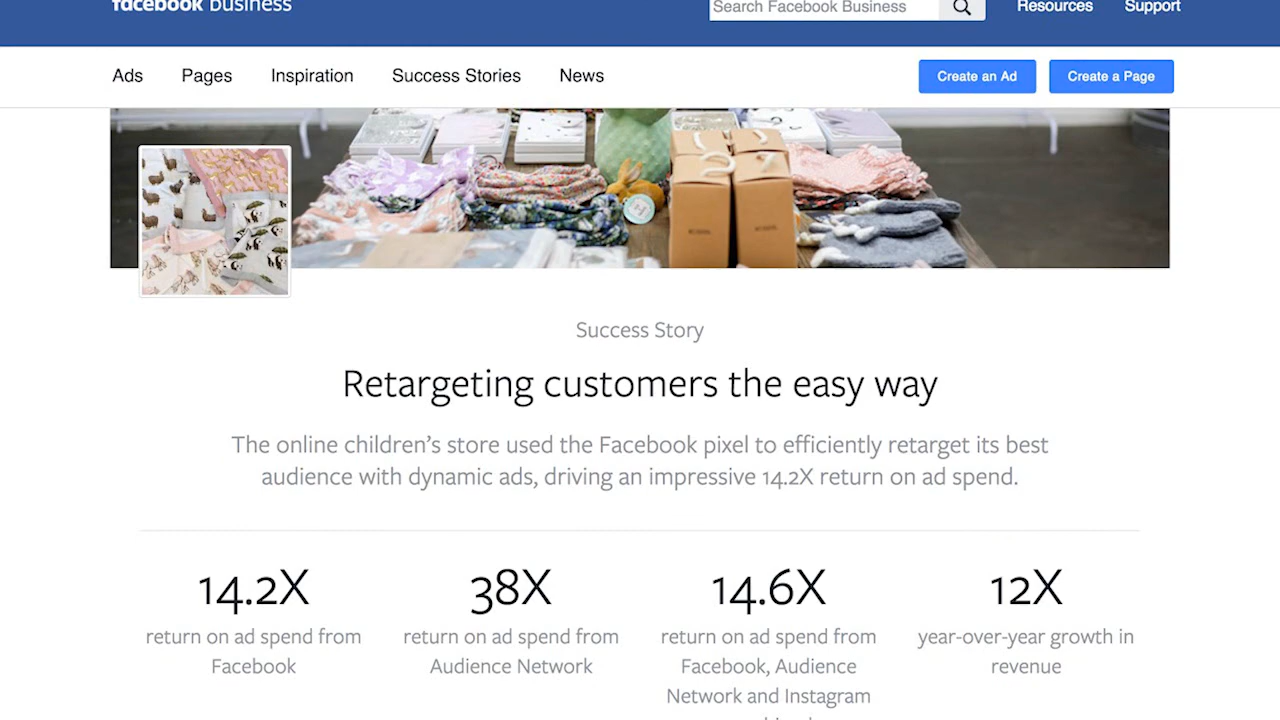 facebook business
Search Facebook Business
Resources
Support
Ads
Pages
Inspiration
Success Stories
News
Create an Ad
Create a Page
Success Story
Retargeting customers the easy way
The online children’s store used the Facebook pixel to efficiently retarget its best
audience with dynamic ads, driving an impressive 14.2X return on ad spend.
14.2X
return on ad spend from
Facebook
38X
return on ad spend from
Audience Network
14.6X
return on ad spend from
Facebook, Audience
Network and Instagram
12X
year-over-year growth in
revenue